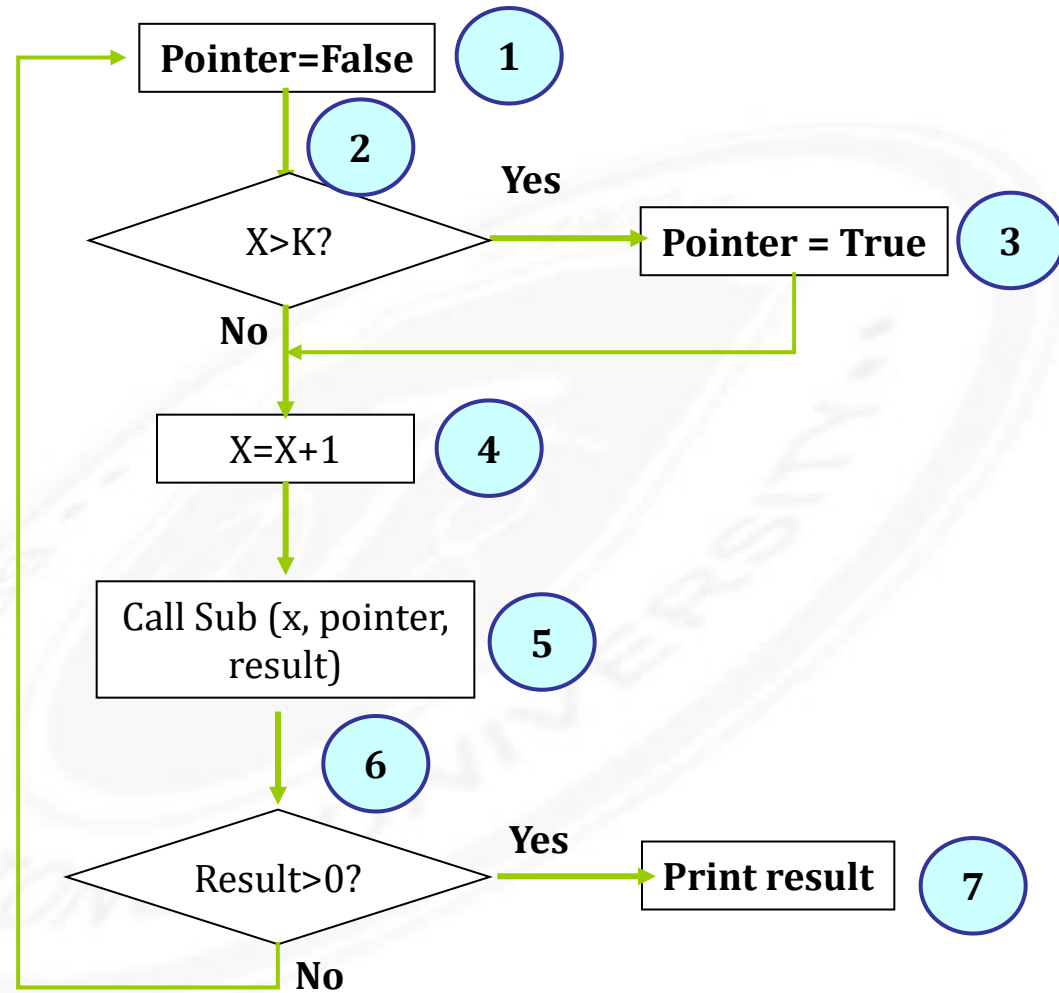 Pointer=False
1
2
Yes
X>K?
Pointer = True
3
No
X=X+1
4
Call Sub (x, pointer,
result)
5
6
Yes
Result>0?
Print result
7
No
UNIVERSITY